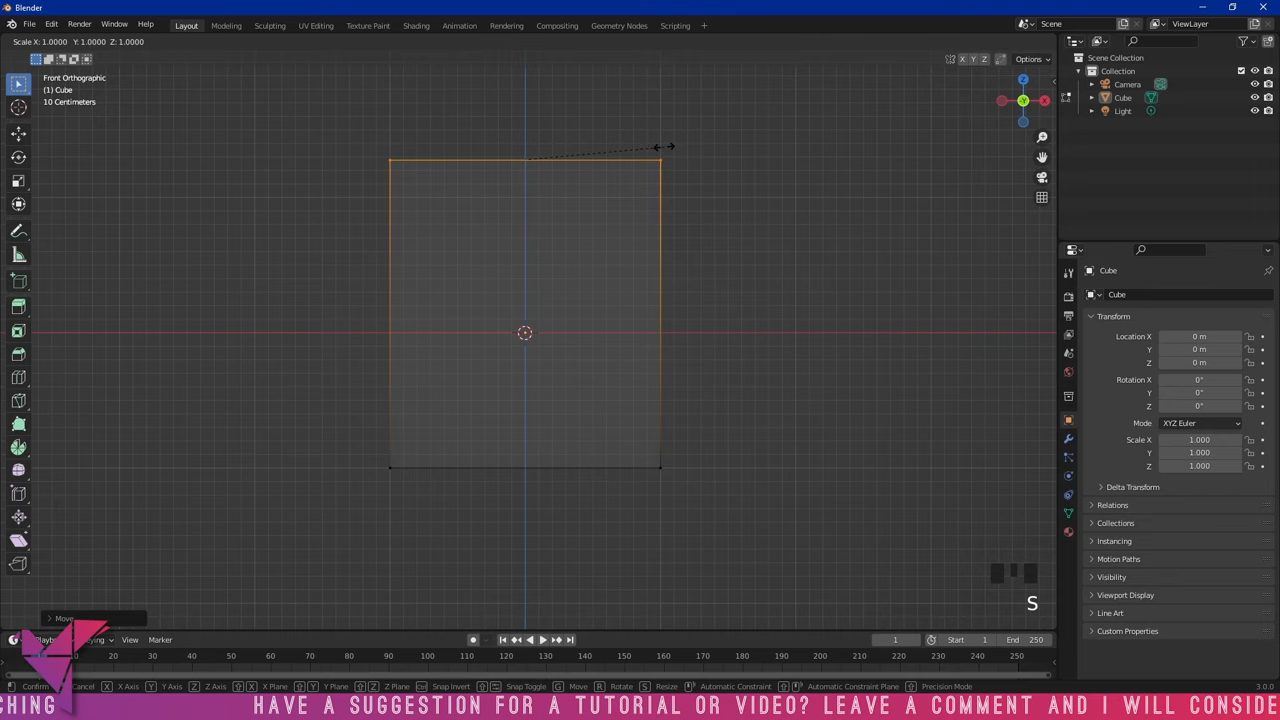 Blender
File Edit Render Window Help
Layout Modeling Sculpting UV Editing Texture Paint Shading Animation Rendering Compositing Geometry Nodes Scripting +
Scene
ViewLayer
Scale X: 1.0000 Y: 1.0000 Z: 1.0000
X Y Z Options
Front Orthographic
(1) Cube
10 Centimeters
Z
-Y
X
Scene Collection
Collection
Camera
Cube
Light
Cube
Cube
Transform
Location X 0 m
Y 0 m
Z 0 m
Rotation X 0°
Y 0°
Z 0°
Mode XYZ Euler
Scale X 1.000
Y 1.000
Z 1.000
Delta Transform
Relations
Collections
Instancing
Motion Paths
Visibility
Viewport Display
Line Art
Custom Properties
S
Move
View Marker
1 Start 1 End 250
20 30 40 50 60 70 80 90 100 110 120 130 140 150 160 170 180 190 200 210 220 230 240 250
Confirm X X Axis Y Y Axis Z Z Axis X X Plane Y Y Plane Z Z Plane Snap Invert Snap Toggle G Move R Rotate S Resize Automatic Constraint Automatic Constraint Plane Precision Mode
3.0.0
CHING HAVE A SUGGESTION FOR A TUTORIAL OR VIDEO? LEAVE A COMMENT AND I WILL CONSIDE